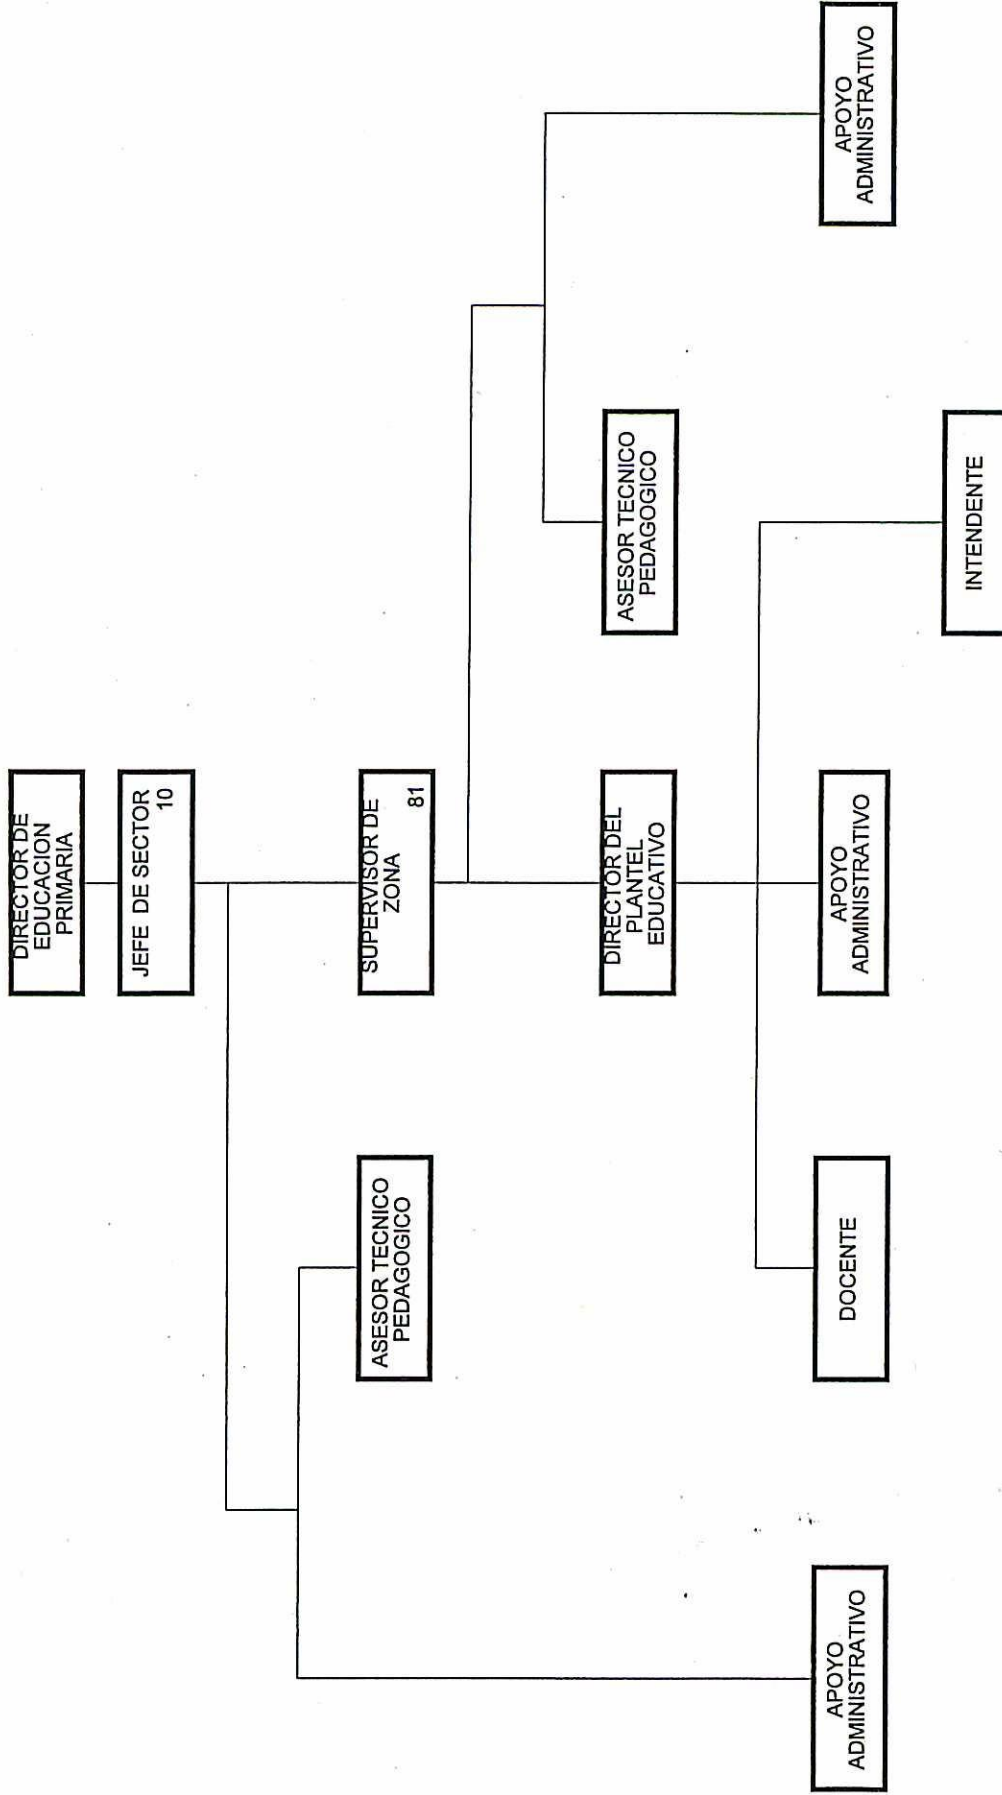 DIRECTOR DE
EDUCACION
PRIMARIA
JEFE DE SECTOR
10
SUPERVISOR DE
ZONA
81
ASESOR TECNICO
PEDAGOGICO
DIRECTOR DEL
PLANTEL
EDUCATIVO
ASESOR TECNICO
PEDAGOGICO
APOYO
ADMINISTRATIVO
DOCENTE
APOYO
ADMINISTRATIVO
APOYO
ADMINISTRATIVO
INTENDENTE